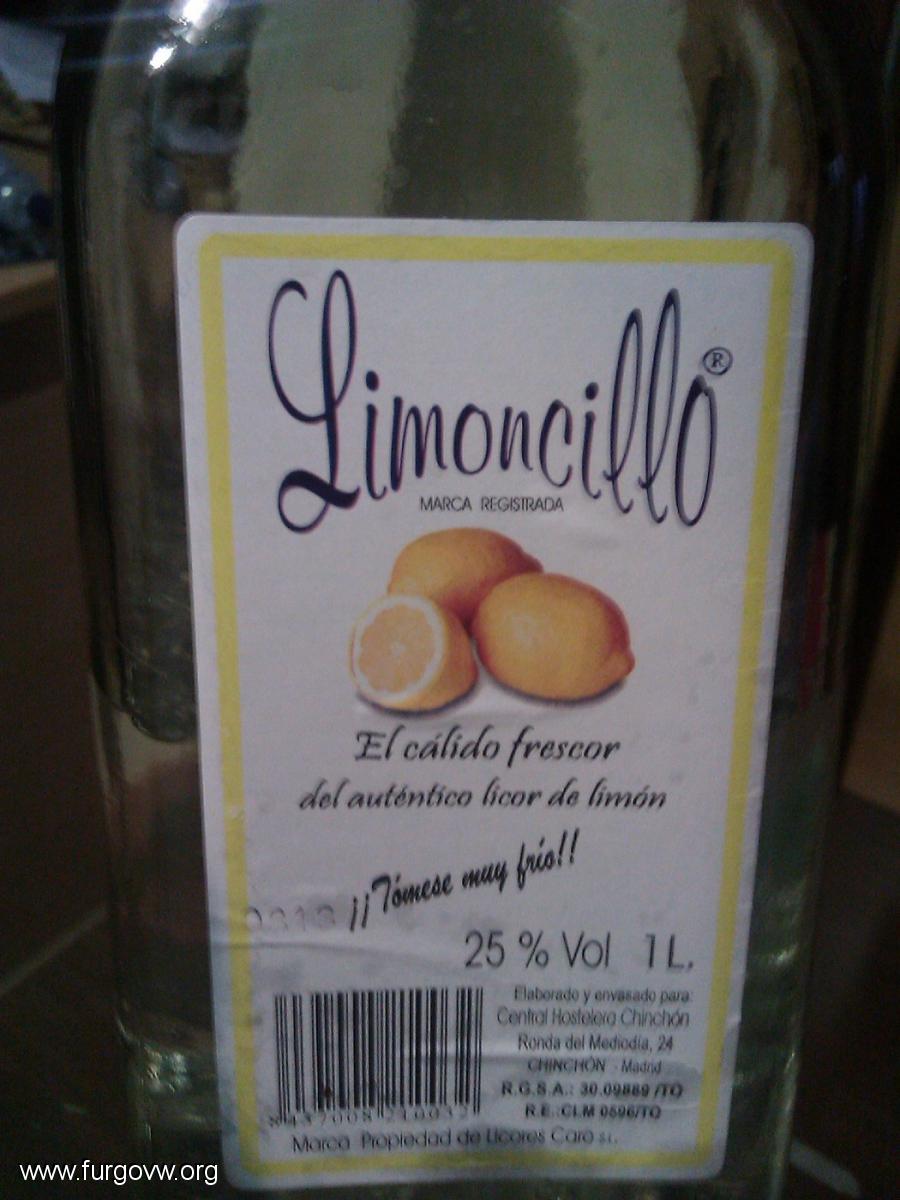 Limoncillo ®
MARCA REGISTRADA
El cálido frescor
del auténtico licor de limón
¡¡Tómese muy frío!!
25 % Vol 1 L.
Elaborado y envasado para:
Central Hostelera Chinchón
Ronda del Mediodía, 24
CHINCHÓN - Madrid
R.G.S.A.: 30.09869 /TO
R.E.:CLM 0596/TO
Marca Propiedad de Licores Caro S.L.
www.furgovw.org